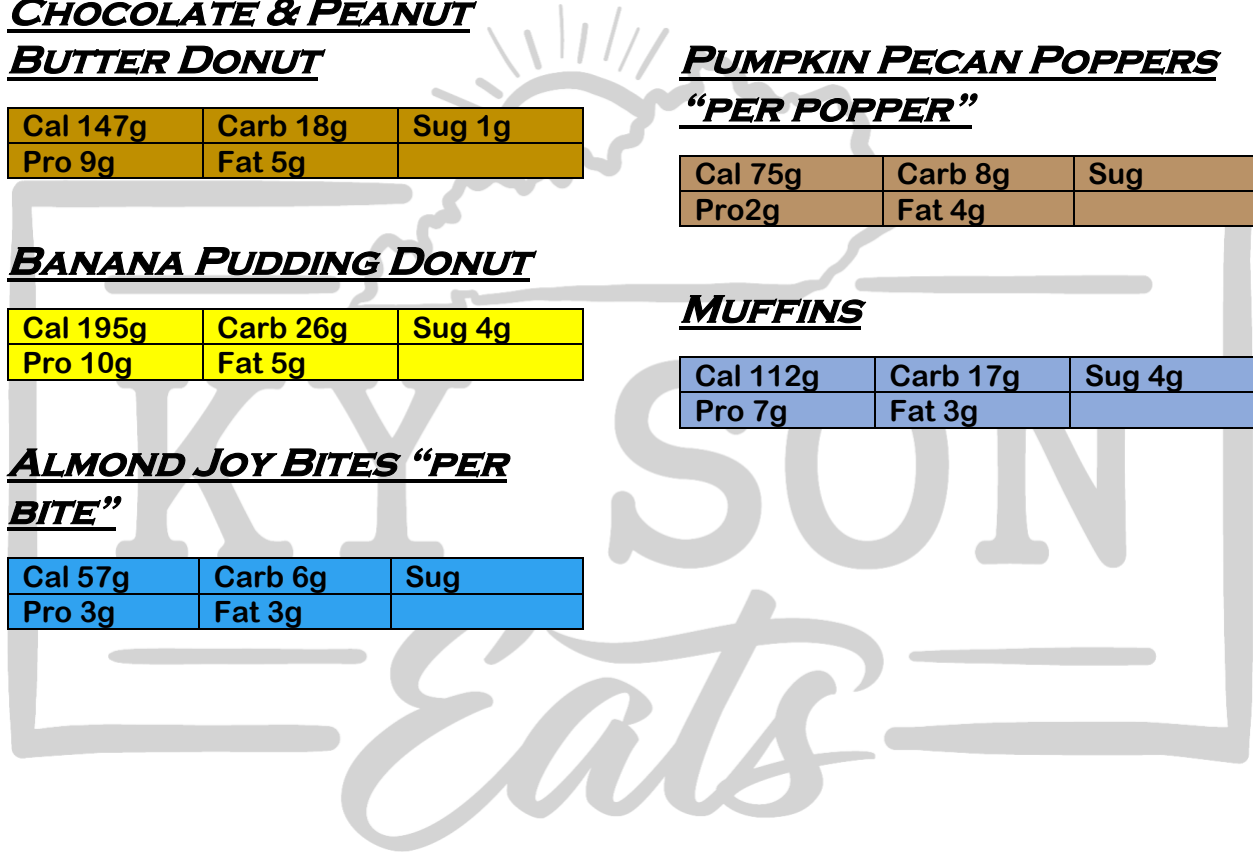 CHOCOLATE & PEANUT
BUTTER DONUT
Cal 147g Carb 18g Sug 1g
Pro 9g Fat 5g
BANANA PUDDING DONUT
Cal 195g Carb 26g Sug 4g
Pro 10g Fat 5g
ALMOND JOY BITES “PER
BITE”
Cal 57g Carb 6g Sug
Pro 3g Fat 3g
PUMPKIN PECAN POPPERS
“PER POPPER”
Cal 75g Carb 8g Sug
Pro2g Fat 4g
MUFFINS
Cal 112g Carb 17g Sug 4g
Pro 7g Fat 3g
KY SON
Eats